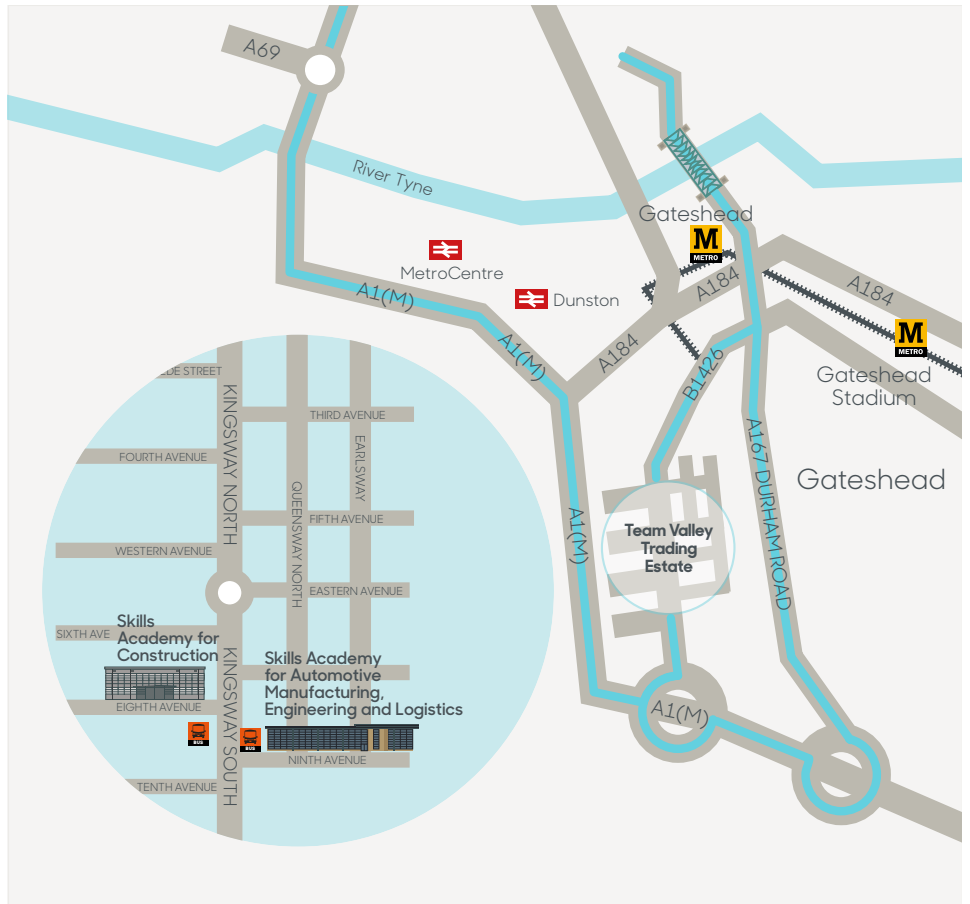 A69
River Tyne
Gateshead
M
METRO
MetroCentre
Dunston
A184
A184
A184
A1(M)
A1(M)
M
METRO
Gateshead
Stadium
B1426
A167 DURHAM ROAD
Gateshead
A1(M)
Team Valley
Trading
Estate
A1(M)
EDE STREET
KINGSWAY NORTH
THIRD AVENUE
EARLSWAY
FOURTH AVENUE
QUEENSWAY NORTH
FIFTH AVENUE
WESTERN AVENUE
EASTERN AVENUE
SIXTH AVE
Skills
Academy for
Construction
KINGSWAY SOUTH
Skills Academy
for Automotive
Manufacturing,
Engineering and Logistics
EIGHTH AVENUE
BUS
BUS
NINTH AVENUE
TENTH AVENUE